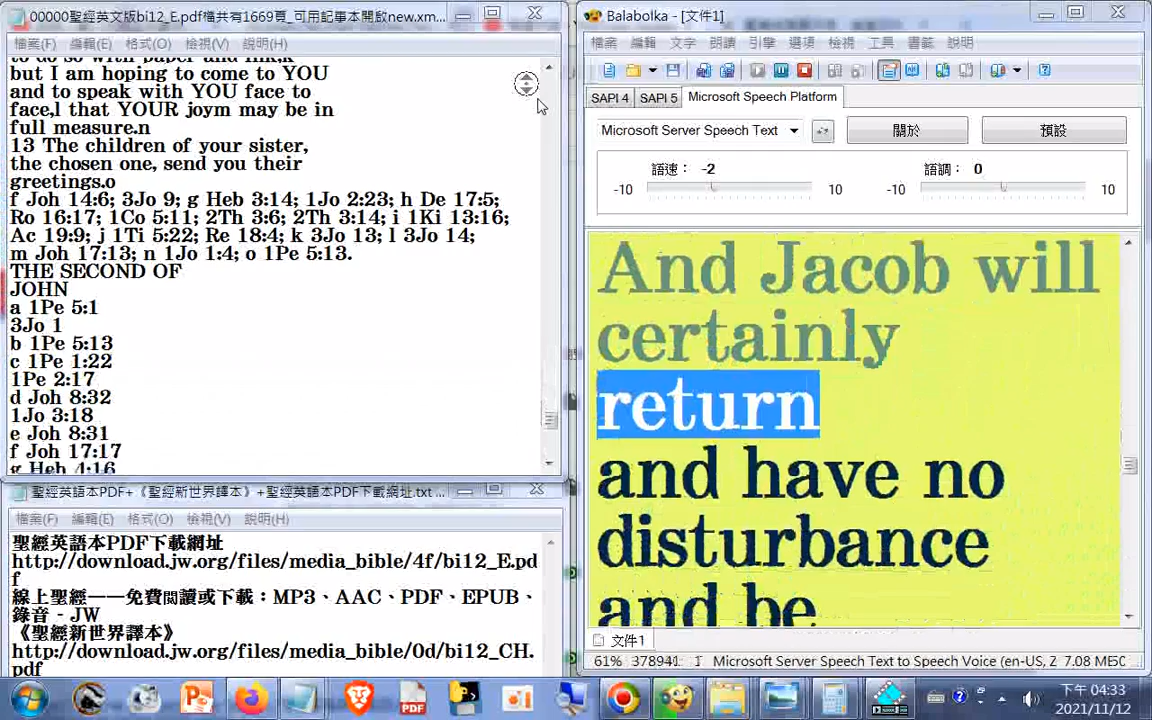 00000聖經英文版bi12_E.pdf檔共有1669頁_可用記事本開啟new.xm...
檔案(F) 編輯(E) 格式(O) 檢視(V) 說明(H)
to do so with paper and ink,k
but I am hoping to come to YOU
and to speak with YOU face to
face,l that YOUR joym may be in
full measure.n
13 The children of your sister,
the chosen one, send you their
greetings.o
f Joh 14:6; 3Jo 9; g Heb 3:14; 1Jo 2:23; h De 17:5;
Ro 16:17; 1Co 5:11; 2Th 3:6; 2Th 3:14; i 1Ki 13:16;
Ac 19:9; j 1Ti 5:22; Re 18:4; k 3Jo 13; l 3Jo 14;
m Joh 17:13; n 1Jo 1:4; o 1Pe 5:13.
THE SECOND OF
JOHN
a 1Pe 5:1
3Jo 1
b 1Pe 5:13
c 1Pe 1:22
1Pe 2:17
d Joh 8:32
1Jo 3:18
e Joh 8:31
f Joh 17:17
g Heb 4:16
聖經英語本PDF+《聖經新世界譯本》+聖經英語本PDF下載網址.txt ...
檔案(F) 編輯(E) 格式(O) 檢視(V) 說明(H)
聖經英語本PDF下載網址
http://download.jw.org/files/media_bible/4f/bi12_E.pd
f
線上聖經——免費閱讀或下載：MP3、AAC、PDF、EPUB、
錄音 - JW
《聖經新世界譯本》
http://download.jw.org/files/media_bible/0d/bi12_CH.
pdf
Balabolka - [文件1]
檔案 編輯 文字 朗讀 引擎 選項 檢視 工具 書籤 說明
SAPI 4 SAPI 5 Microsoft Speech Platform
Microsoft Server Speech Text 關於 預設
語速： -2 語調： 0
-10 10 -10 10
And Jacob will
certainly
return
and have no
disturbance
and be
文件1
61% Microsoft Server Speech Text to Speech Voice (en-US, Z 7.08 ME
下午 04:33
2021/11/12